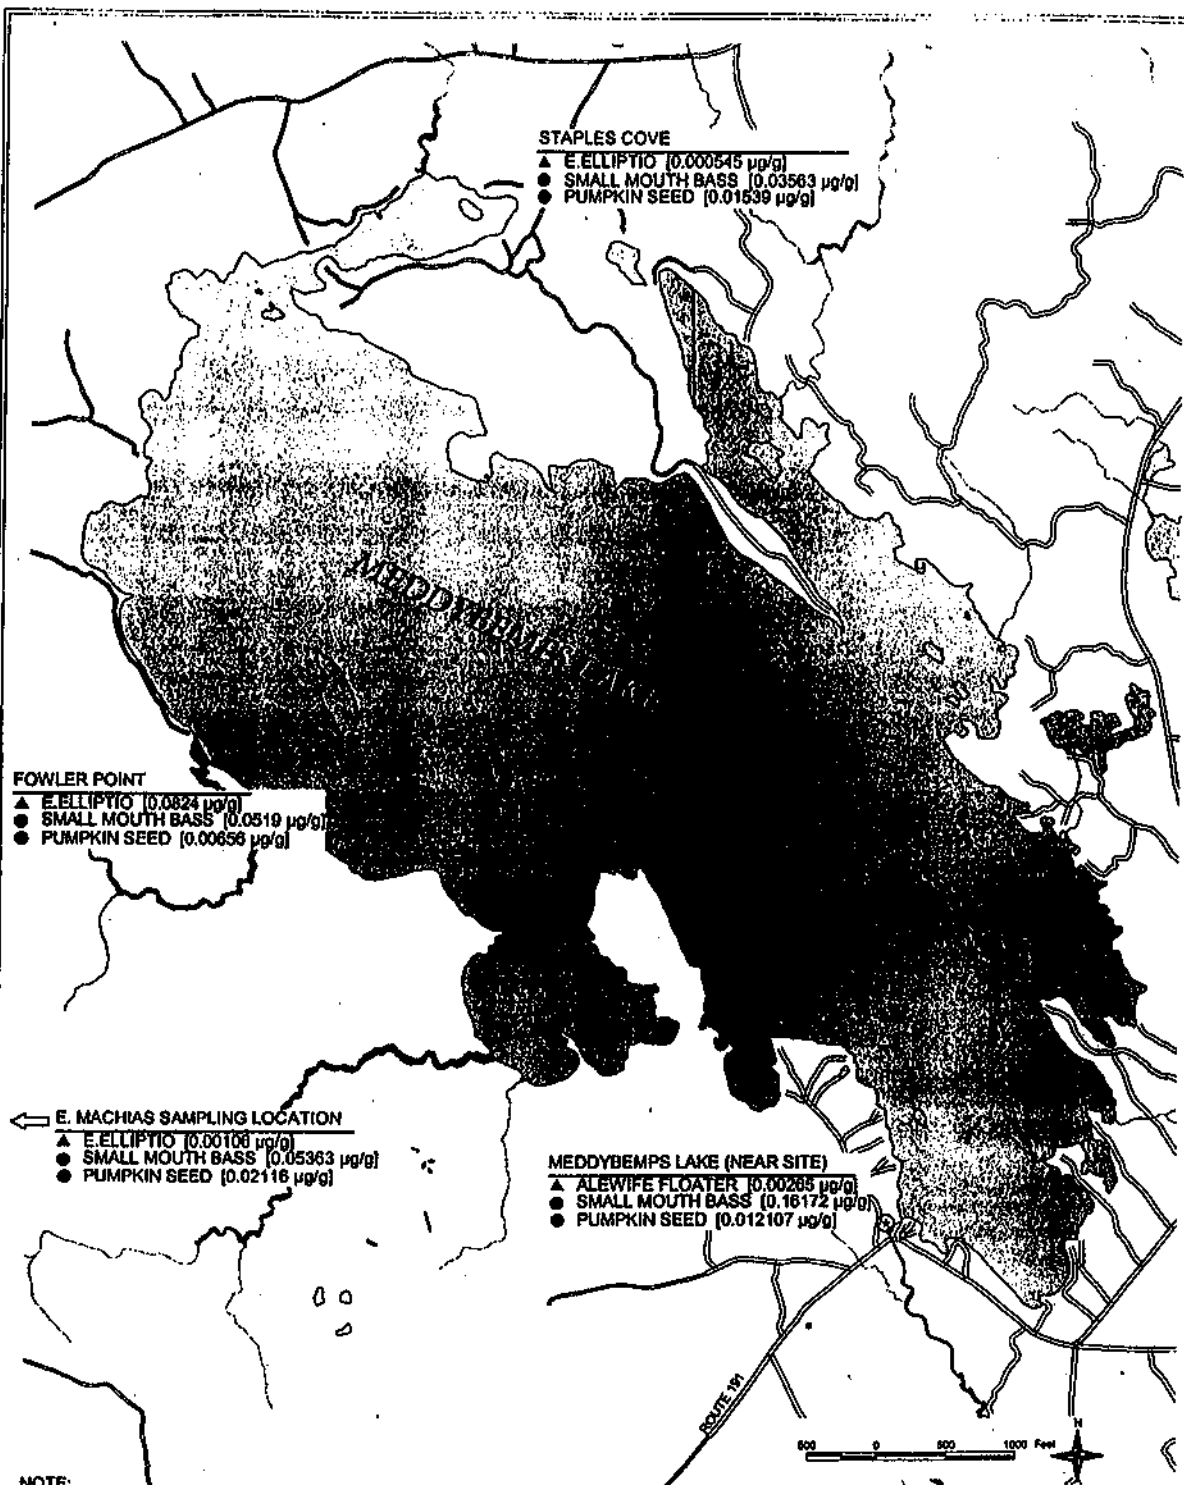 STAPLES COVE
▲ E.ELLIPTIO [0.000545 µg/g]
● SMALL MOUTH BASS [0.03563 µg/g]
● PUMPKIN SEED [0.01539 µg/g]
MEDDYBEMPS
FOWLER POINT
▲ E.ELLIPTIO [0.0824 µg/g]
● SMALL MOUTH BASS [0.0519 µg/g]
● PUMPKIN SEED [0.00656 µg/g]
E. MACHIAS SAMPLING LOCATION
▲ E.ELLIPTIO [0.00106 µg/g]
● SMALL MOUTH BASS [0.05363 µg/g]
● PUMPKIN SEED [0.02116 µg/g]
MEDDYBEMPS LAKE (NEAR SITE)
▲ ALEWIFE FLOATER [0.00265 µg/g]
● SMALL MOUTH BASS [0.16172 µg/g]
● PUMPKIN SEED [0.012107 µg/g]
ROUTE 191
500 0 500 1000 Feet
N
NOTE: